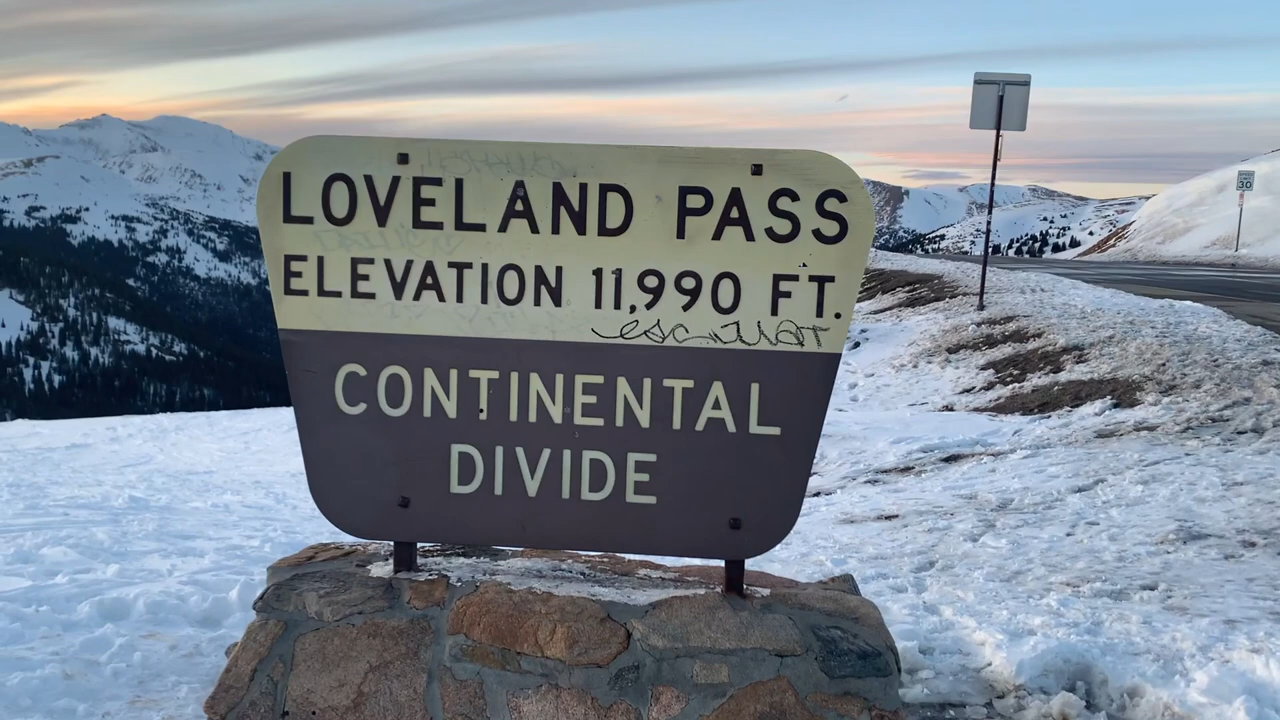 LOVELAND PASS
ELEVATION 11,990 FT.
CONTINENTAL
DIVIDE
30